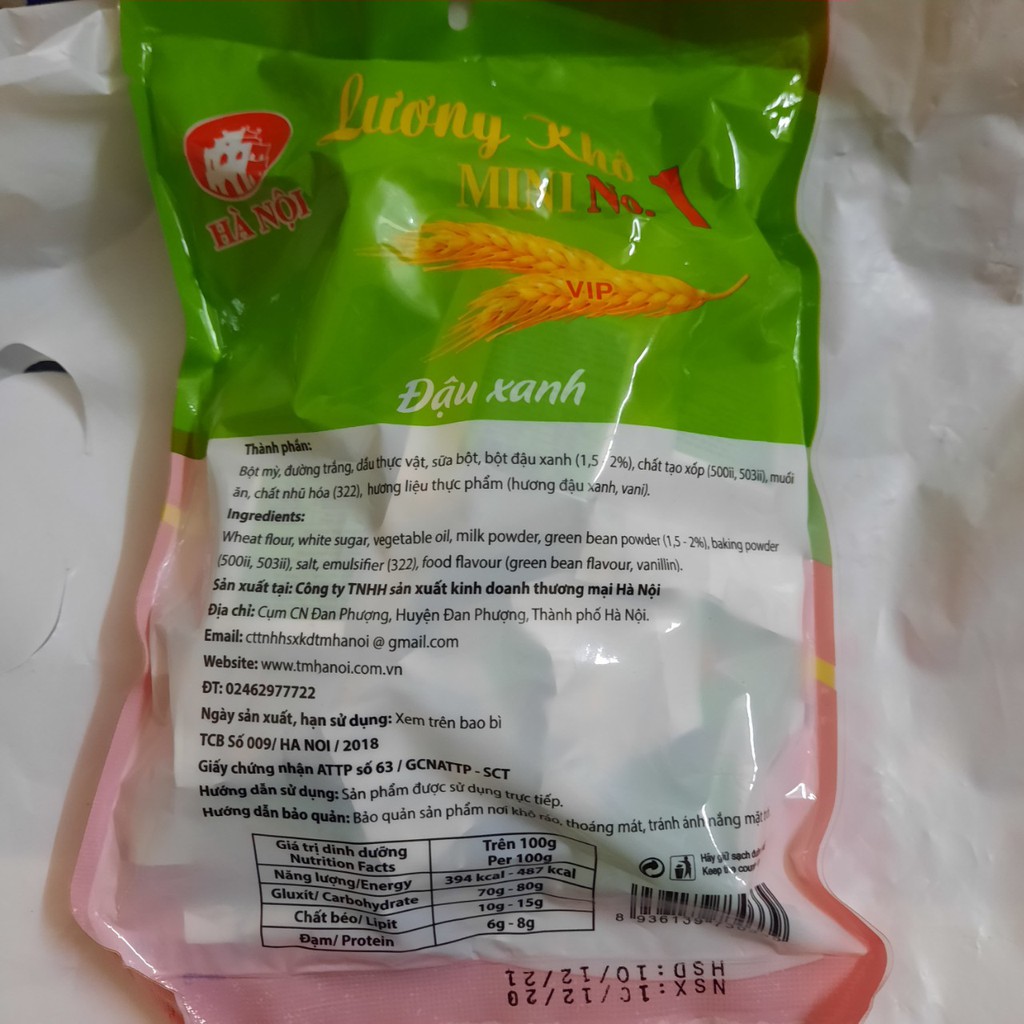 Lương Khô
MINI No.1
HÀ NỘI
VIP
Đậu xanh
Thành phần:
Bột mỳ, đường trắng, dầu thực vật, sữa bột, bột đậu xanh (1,5 - 2%), chất tạo xốp (500ii, 503ii), muối
ăn, chất nhũ hóa (322), hương liệu thực phẩm (hương đậu xanh, vani).
Ingredients:
Wheat flour, white sugar, vegetable oil, milk powder, green bean powder (1,5 - 2%), baking powder
(500ii, 503ii), salt, emulsifier (322), food flavour (green bean flavour, vanillin).
Sản xuất tại: Công ty TNHH sản xuất kinh doanh thương mại Hà Nội
Địa chỉ: Cụm CN Đan Phượng, Huyện Đan Phượng, Thành phố Hà Nội.
Email: cttnhhsxkdtmhanoi @ gmail.com
Website: www.tmhanoi.com.vn
ĐT: 02462977722
Ngày sản xuất, hạn sử dụng: Xem trên bao bì
TCB Số 009/ HA NOI / 2018
Giấy chứng nhận ATTP số 63 / GCNATTP - SCT
Hướng dẫn sử dụng: Sản phẩm được sử dụng trực tiếp.
Hướng dẫn bảo quản: Bảo quản sản phẩm nơi khô ráo, thoáng mát, tránh ánh nắng mặt
Giá trị dinh dưỡng Trên 100g
Nutrition Facts Per 100g
Năng lượng/Energy 394 kcal - 487 kcal
Gluxit/ Carbohydrate 70g - 80g
Chất béo/ Lipit 10g - 15g
Đạm/ Protein 6g - 8g
Hãy giữ sạch
Keep
NSX:10/12/20
HSD:10/12/21